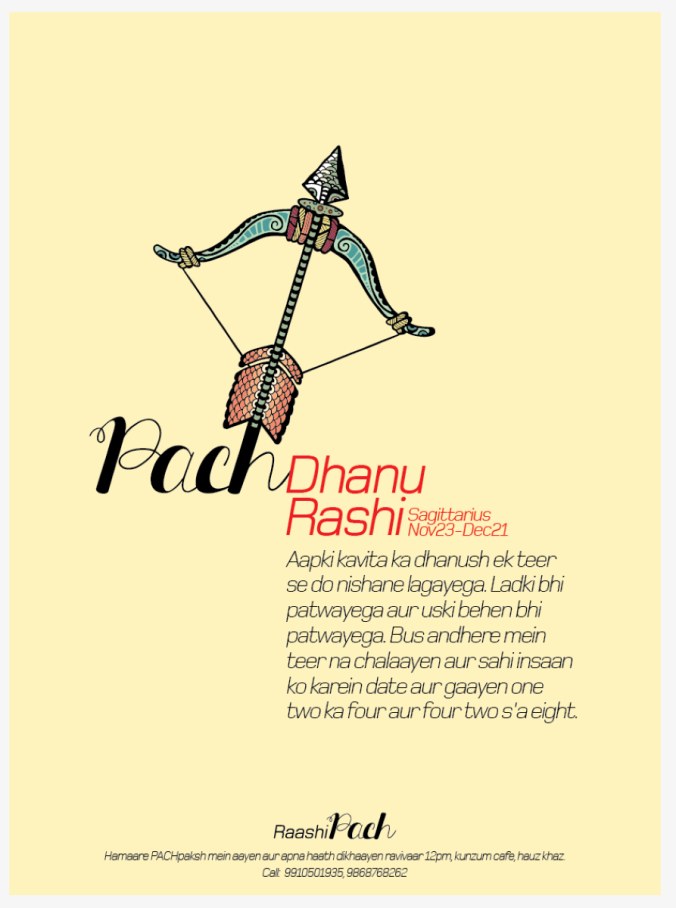 Pach
Dhanu
Rashi
Sagittarius
Nov23-Dec21
Aapki kavita ka dhanush ek teer
se do nishane lagayega. Ladki bhi
patwayega aur uski behen bhi
patwayega. Bus andhere mein
teer na chalaayen aur sahi insaan
ko karein date aur gaayen one
two ka four aur four two s'a eight.
RaashiPach
Hamaare PACHpaksh mein aayen aur apna haath dikhaayen ravivaar 12pm, kunzum cafe, hauz khaz.
Call: 9910501935, 9868768262